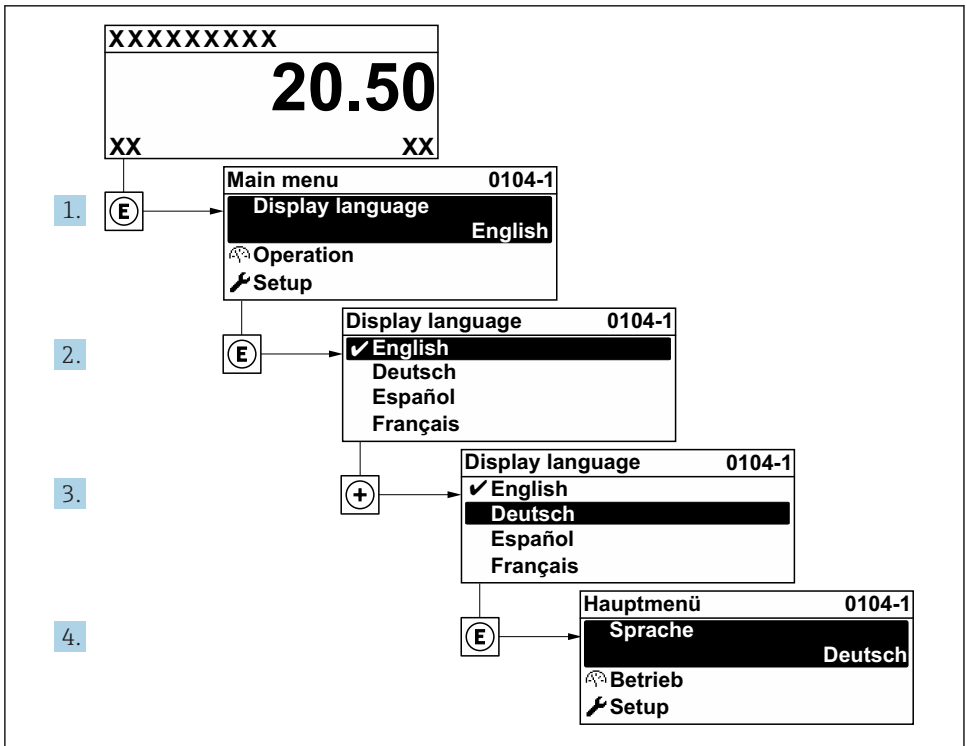 XXXXXXXXX
20.50
XX XX
1. E
Main menu 0104-1
Display language
English
Operation
Setup
2. E
Display language 0104-1
✔English
Deutsch
Español
Français
3. +
Display language 0104-1
✔English
Deutsch
Español
Français
4. E
Hauptmenü 0104-1
Sprache
Deutsch
Betrieb
Setup